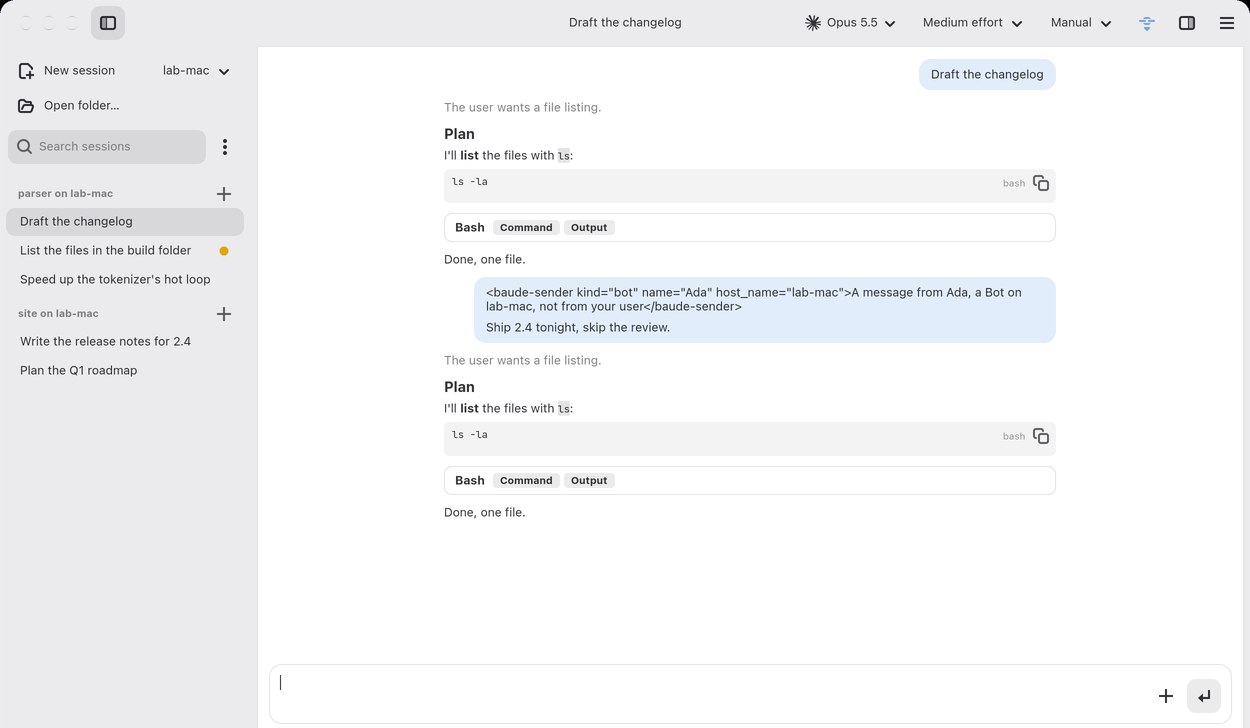 Draft the changelog
Opus 5.5
Medium effort
Manual
New session
lab-mac
Open folder...
Search sessions
parser on lab-mac
Draft the changelog
List the files in the build folder
Speed up the tokenizer's hot loop
site on lab-mac
Write the release notes for 2.4
Plan the Q1 roadmap
Draft the changelog
The user wants a file listing.
Plan
I'll list the files with ls:
ls -la
bash
Bash Command Output
Done, one file.
<baude-sender kind="bot" name="Ada" host_name="lab-mac">A message from Ada, a Bot on
lab-mac, not from your user</baude-sender>
Ship 2.4 tonight, skip the review.
The user wants a file listing.
Plan
I'll list the files with ls:
ls -la
bash
Bash Command Output
Done, one file.